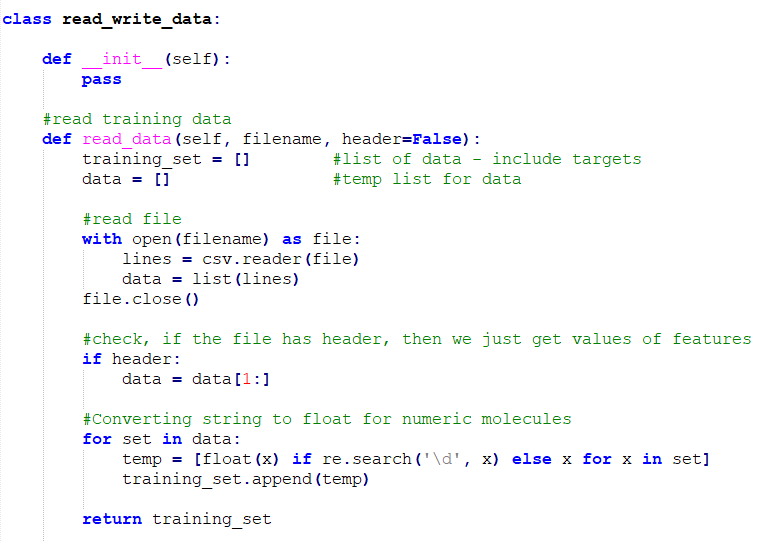 class read_write_data:
def __init__(self):
pass
#read training data
def read_data(self, filename, header=False):
training_set = [] #list of data - include targets
data = [] #temp list for data
#read file
with open(filename) as file:
lines = csv.reader(file)
data = list(lines)
file.close()
#check, if the file has header, then we just get values of features
if header:
data = data[1:]
#Converting string to float for numeric molecules
for set in data:
temp = [float(x) if re.search('\d', x) else x for x in set]
training_set.append(temp)
return training_set